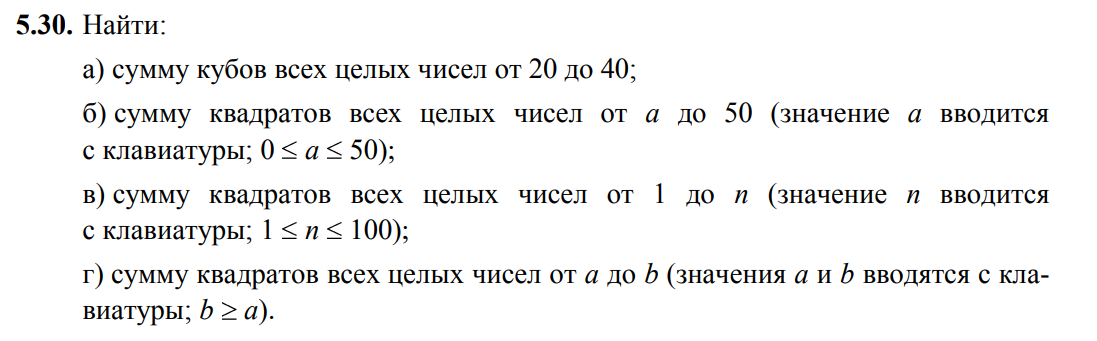 5.30. Найти:
а) сумму кубов всех целых чисел от 20 до 40;
б) сумму квадратов всех целых чисел от a до 50 (значение a вводится
с клавиатуры; 0 ≤ a ≤ 50);
в) сумму квадратов всех целых чисел от 1 до n (значение n вводится
с клавиатуры; 1 ≤ n ≤ 100);
г) сумму квадратов всех целых чисел от a до b (значения a и b вводятся с кла-
виатуры; b ≥ a).